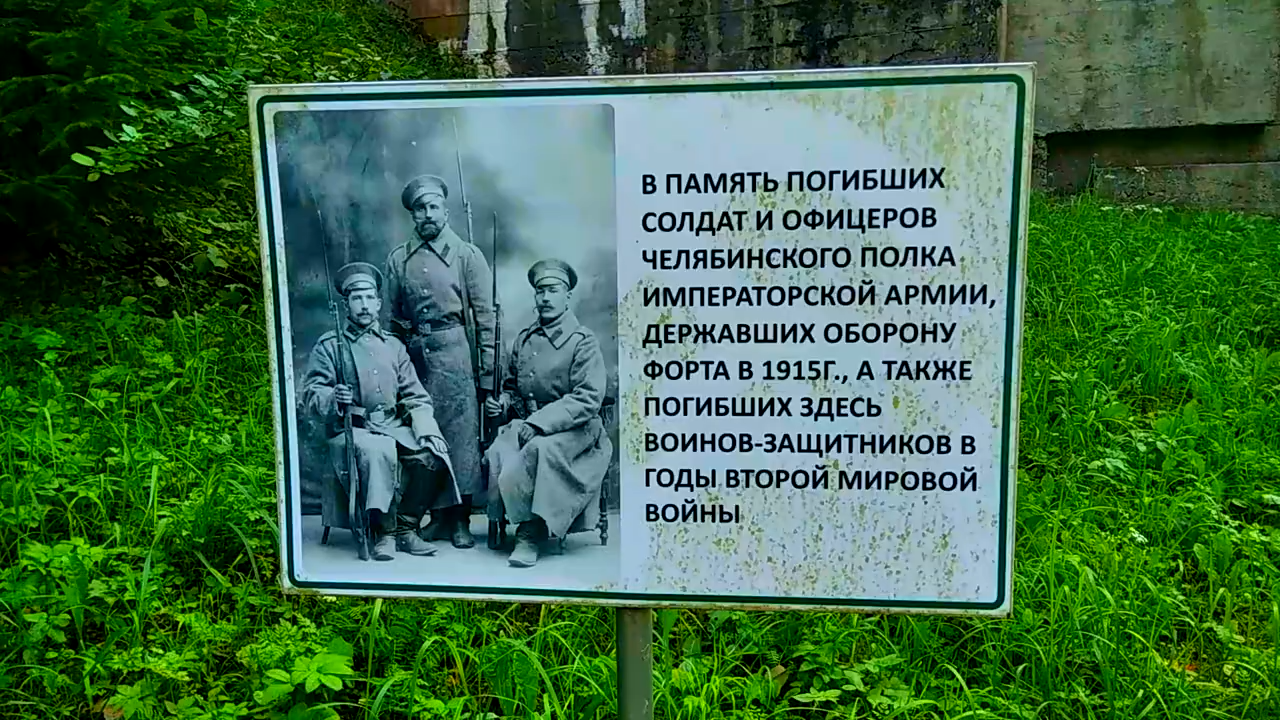 В ПАМЯТЬ ПОГИБШИХ
СОЛДАТ И ОФИЦЕРОВ
ЧЕЛЯБИНСКОГО ПОЛКА
ИМПЕРАТОРСКОЙ АРМИИ,
ДЕРЖАВШИХ ОБОРОНУ
ФОРТА В 1915Г., А ТАКЖЕ
ПОГИБШИХ ЗДЕСЬ
ВОИНОВ-ЗАЩИТНИКОВ В
ГОДЫ ВТОРОЙ МИРОВОЙ
ВОЙНЫ